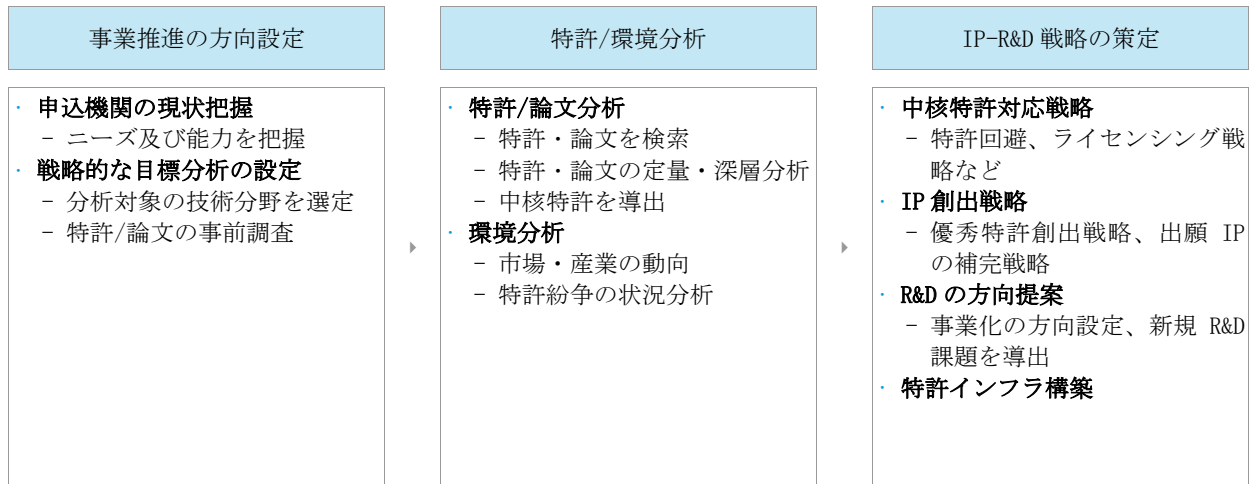 事業推進の方向設定
・ 申込機関の現状把握
- ニーズ及び能力を把握
・ 戦略的な目標分析の設定
- 分析対象の技術分野を選定
- 特許/論文の事前調査
特許/環境分析
・ 特許/論文分析
- 特許・論文を検索
- 特許・論文の定量・深層分析
- 中核特許を導出
・ 環境分析
- 市場・産業の動向
- 特許紛争の状況分析
IP-R&D 戦略の策定
・ 中核特許対応戦略
- 特許回避、ライセンシング戦
略など
・ IP 創出戦略
- 優秀特許創出戦略、出願 IP
の補完戦略
・ R&D の方向提案
- 事業化の方向設定、新規 R&D
課題を導出
・ 特許インフラ構築